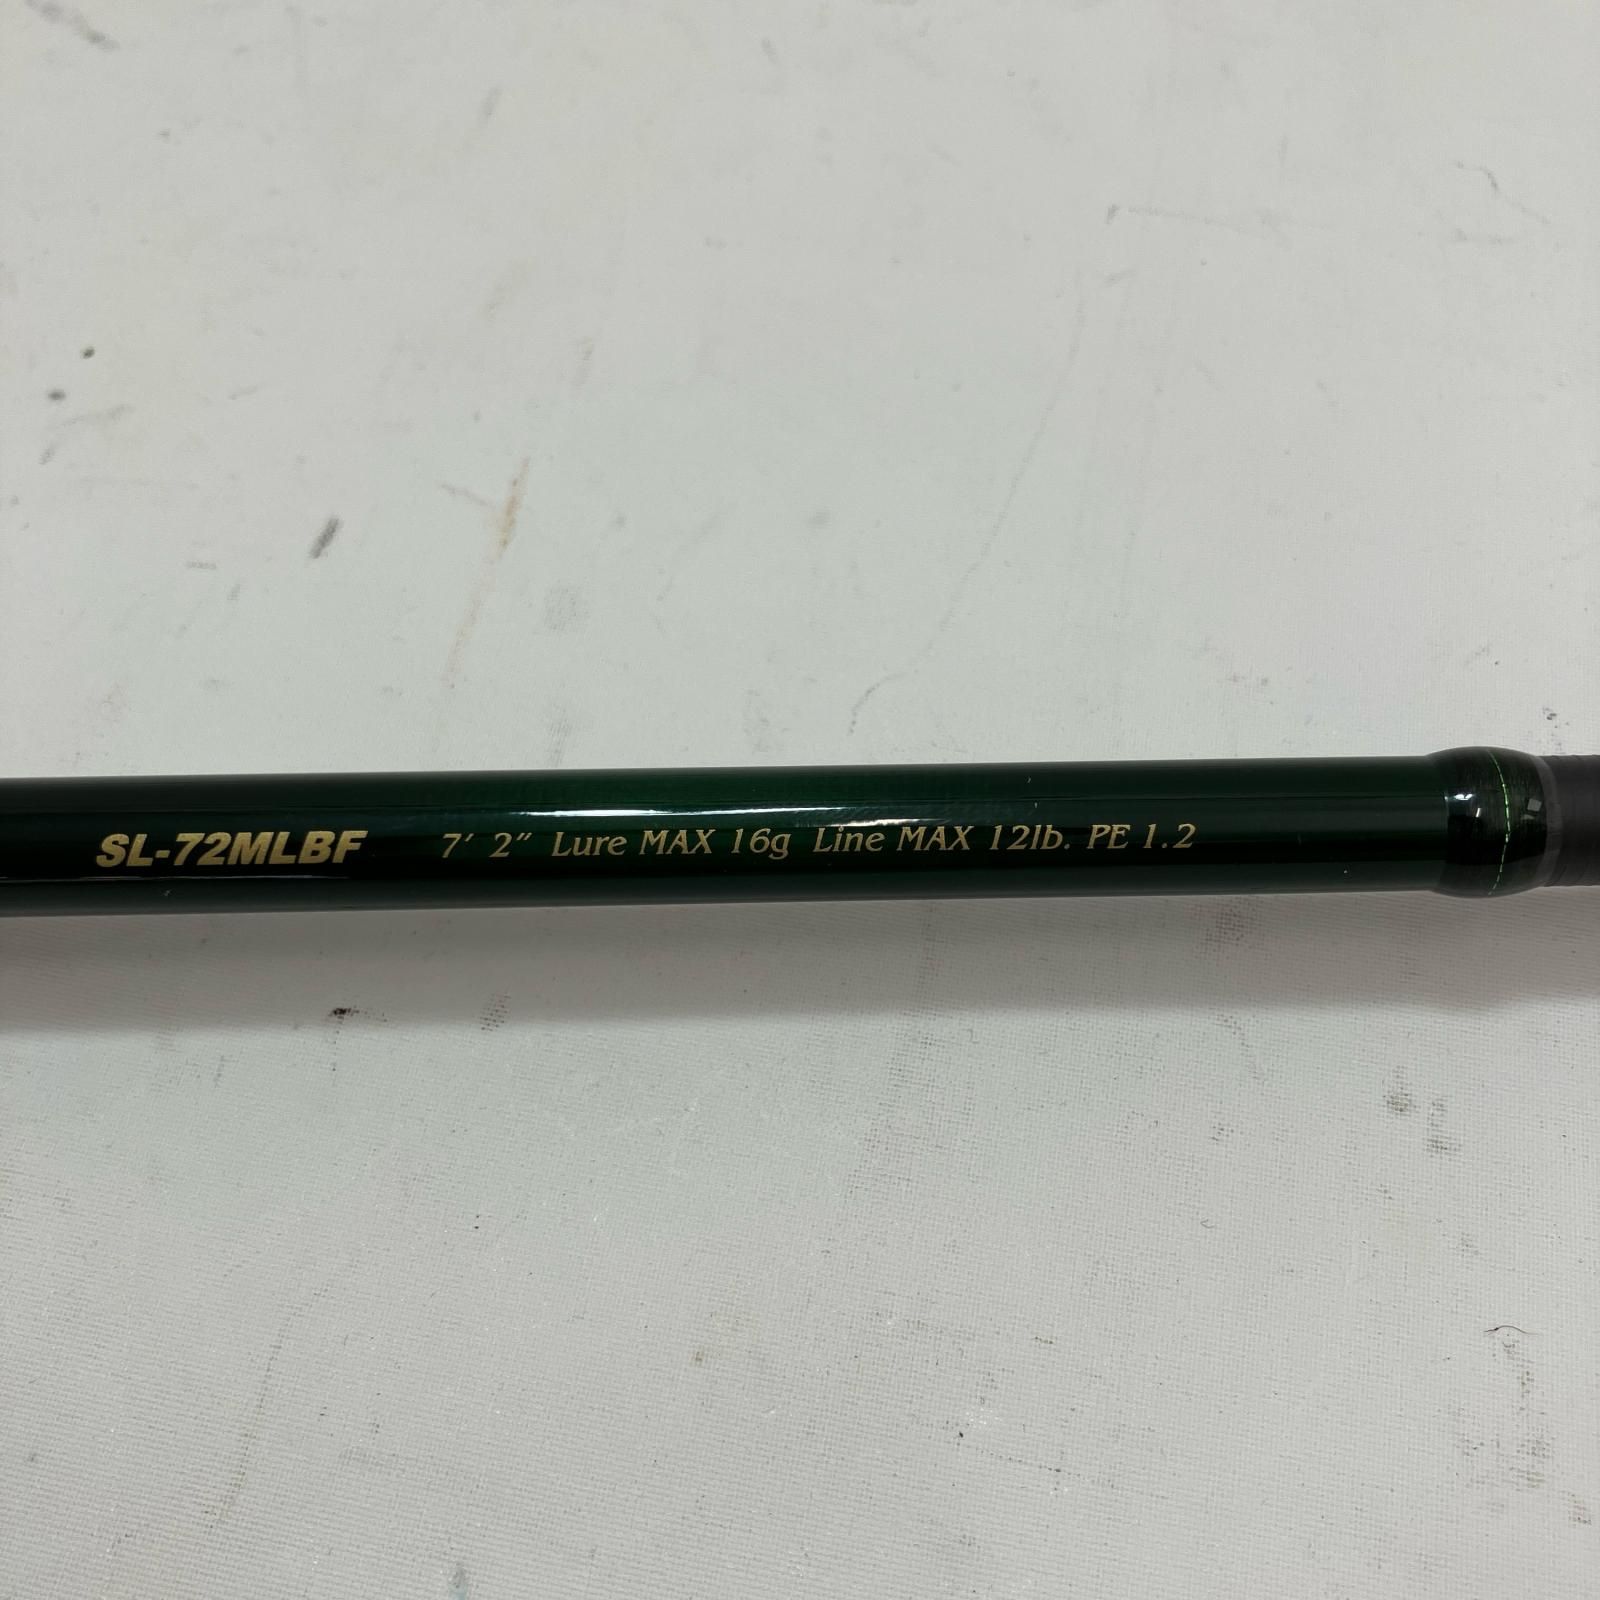 SL-72MLBF 7′ 2″ Lure MAX 16g Line MAX 12lb. PE 1.2